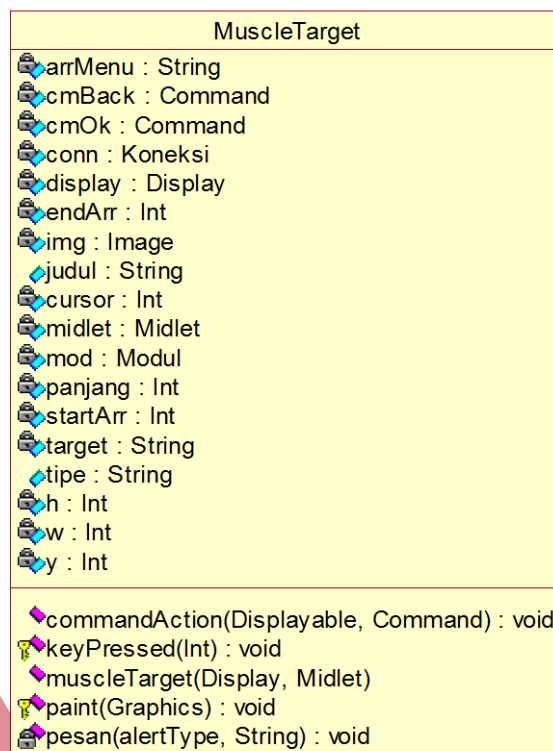 MuscleTarget
arrMenu : String
cmBack : Command
cmOk : Command
conn : Koneksi
display : Display
endArr : Int
img : Image
judul : String
cursor : Int
midlet : Midlet
mod : Modul
panjang : Int
startArr : Int
target : String
tipe : String
h : Int
w : Int
y : Int
commandAction(Displayable, Command) : void
keyPressed(Int) : void
muscleTarget(Display, Midlet)
paint(Graphics) : void
pesan(alertType, String) : void